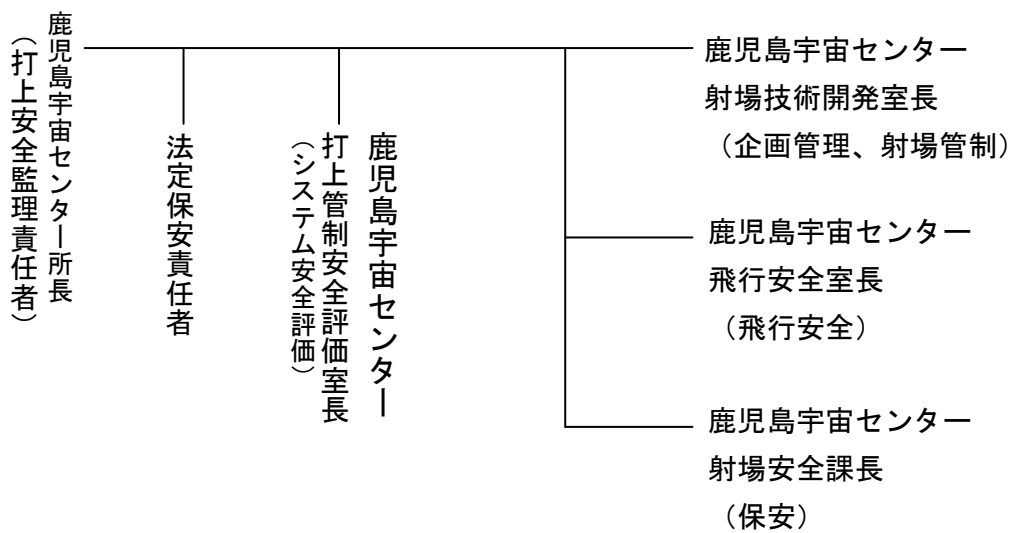 鹿児島宇宙センター所長
（打上安全監理責任者）
法定保安責任者
鹿児島宇宙センター
打上管制安全評価室長
（システム安全評価）
鹿児島宇宙センター
射場技術開発室長
（企画管理、射場管制）
鹿児島宇宙センター
飛行安全室長
（飛行安全）
鹿児島宇宙センター
射場安全課長
（保安）